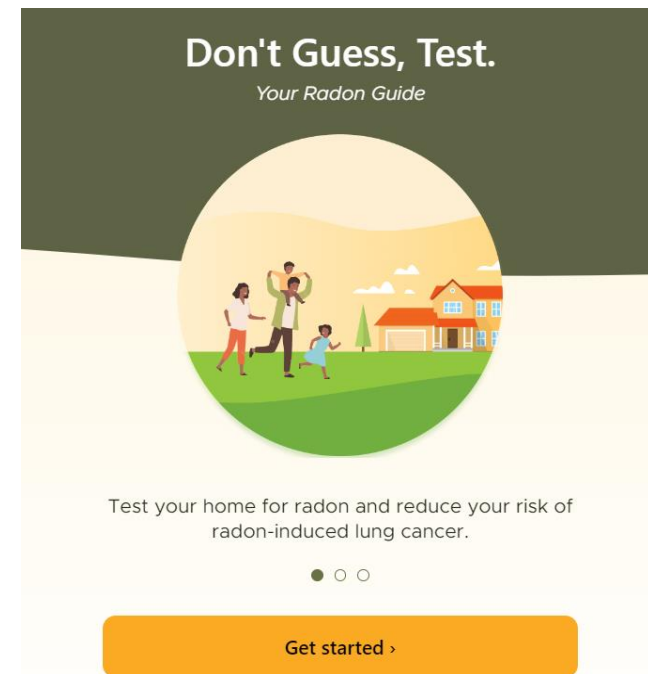 Don't Guess, Test.
Your Radon Guide
Test your home for radon and reduce your risk of
radon-induced lung cancer.
Get started ›